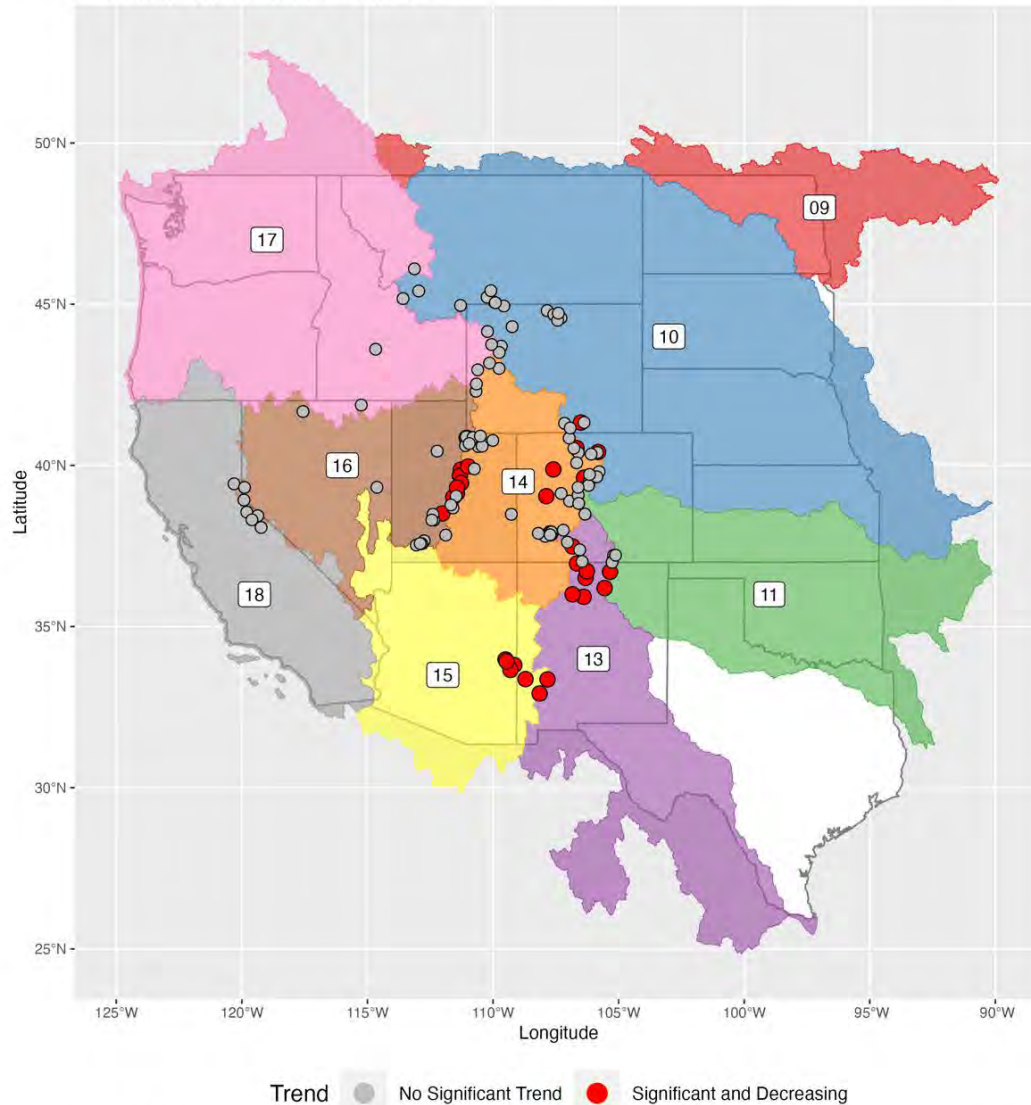 50°N
45°N
40°N
35°N
30°N
25°N
Latitude
09
17
10
16
14
18
11
15
13
125°W 120°W 115°W 110°W 105°W 100°W 95°W 90°W
Longitude
Trend No Significant Trend Significant and Decreasing